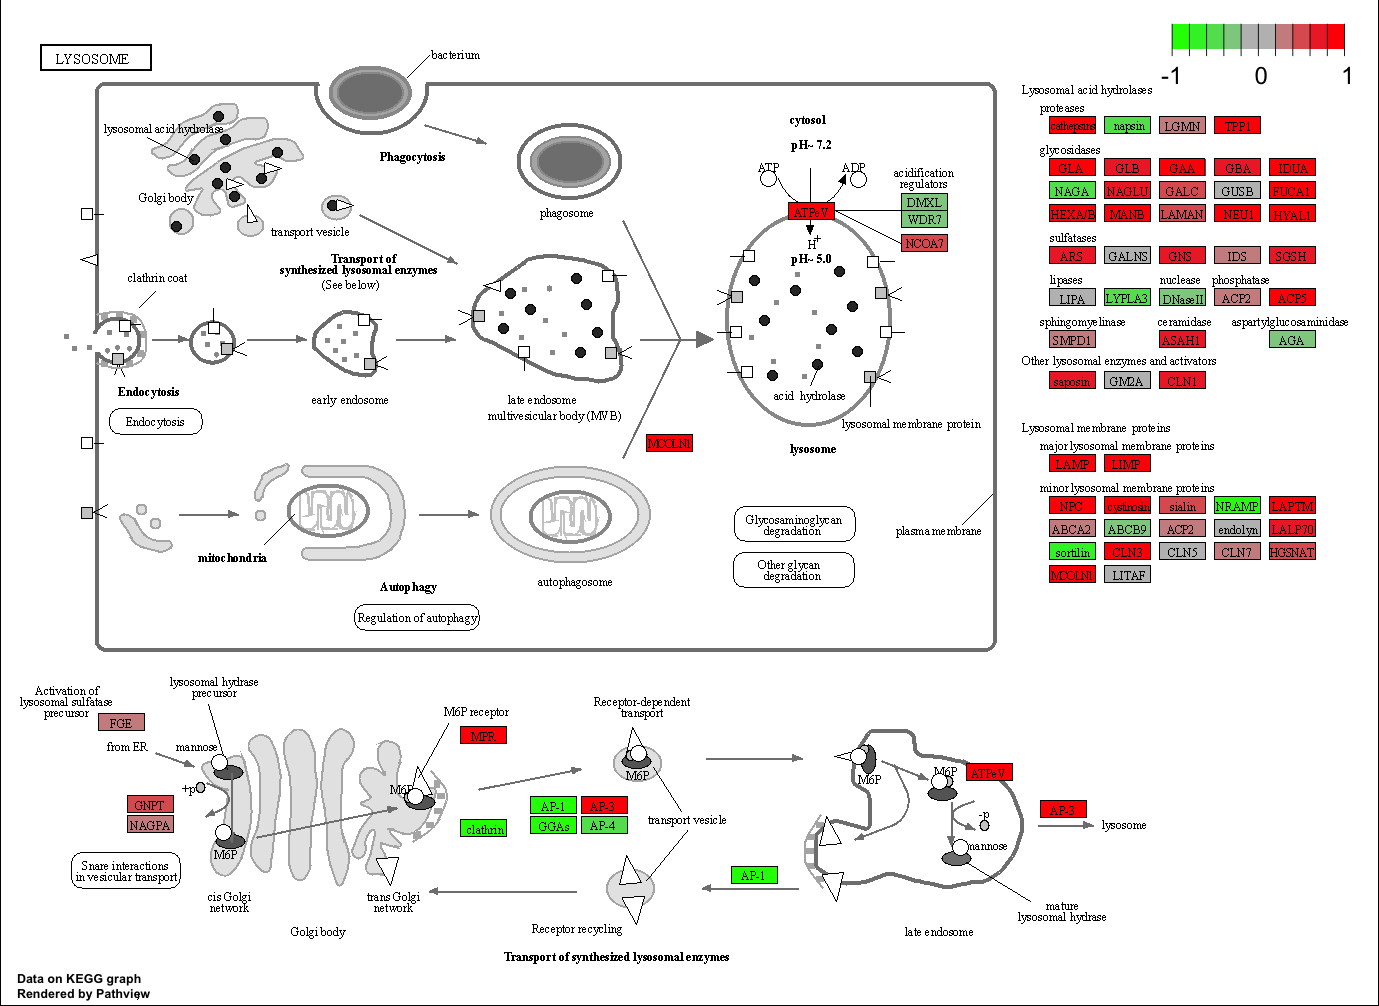 LYSOSOME
bacterium
-1 0 1
lysosomal acid hydrolase
Golgi body
Phagocytosis
phagosome
transport vesicle
Transport of
synthesized lysosomal enzymes
(See below)
clathrin coat
cytosol
pH~ 7.2
ATP
ADP
ATPeV
H+
pH~ 5.0
acidification
regulators
DMXL
WDR7
NCOA7
Endocytosis
Endocytosis
early endosome
late endosome
multivesicular body (MVB)
acid hydrolase
lysosomal membrane protein
lysosome
MCOLN1
mitochondria
Autophagy
Regulation of autophagy
autophagosome
Glycosaminoglycan
degradation
Other glycan
degradation
plasma membrane
Lysosomal acid hydrolases
proteases
cathepsins napsin LGMN TPP1
glycosidases
GLA GLB GAA GBA IDUA
NAGA NAGLU GALC GUSB FUCA1
HEXA/B MANB LAMAN NEU1 HYAL1
sulfatases
ARS GALNS GNS IDS SGSH
lipases nuclease phosphatase
LIPA LYPLA3 DNaseII ACP2 ACP5
sphingomyelinase ceramidase aspartylglucosaminidase
SMPD1 ASAH1 AGA
Other lysosomal enzymes and activators
saposin GM2A CLN1
Lysosomal membrane proteins
major lysosomal membrane proteins
LAMP LIMP
minor lysosomal membrane proteins
NPC cystinosin sialin NRAMP LAPTM
ABCA2 ABCB9 ACP2 endolyn LALP70
sortilin CLN3 CLN5 CLN7 HGSNAT
MCOLN1 LITAF
Activation of
lysosomal sulfatase
precursor
FGE
from ER
lysosomal hydrase
precursor
mannose
+p
GNPT
NAGPA
M6P
Snare interactions
in vesicular transport
cis Golgi
network
Golgi body
trans Golgi
network
M6P
M6P receptor
MPR
clathrin
AP-1 AP-3
GGAs AP-4
Receptor-dependent
transport
M6P
transport vesicle
Receptor recycling
AP-1
M6P
M6P
ATPeV
-p
mannose
AP-3
lysosome
mature
lysosomal hydrase
late endosome
Transport of synthesized lysosomal enzymes
Data on KEGG graph
Rendered by Pathview